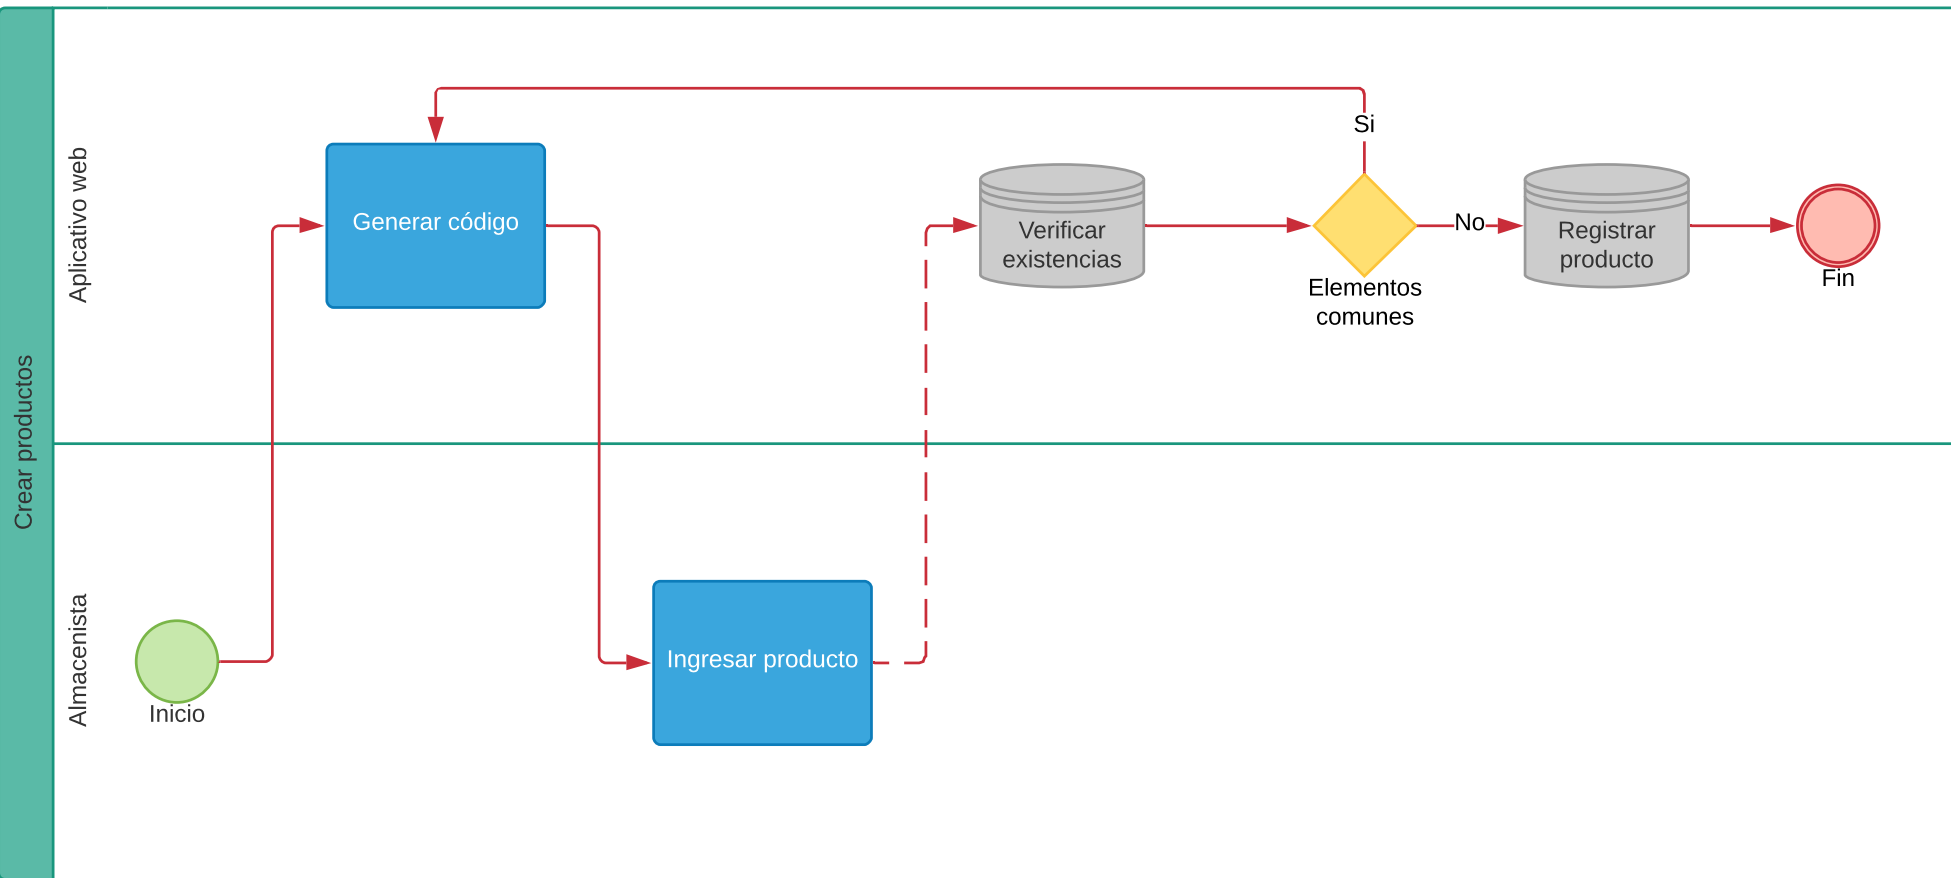 Crear productos
Aplicativo web
Generar código
Verificar
existencias
Si
Elementos
comunes
No
Registrar
producto
Fin
Almacenista
Inicio
Ingresar producto